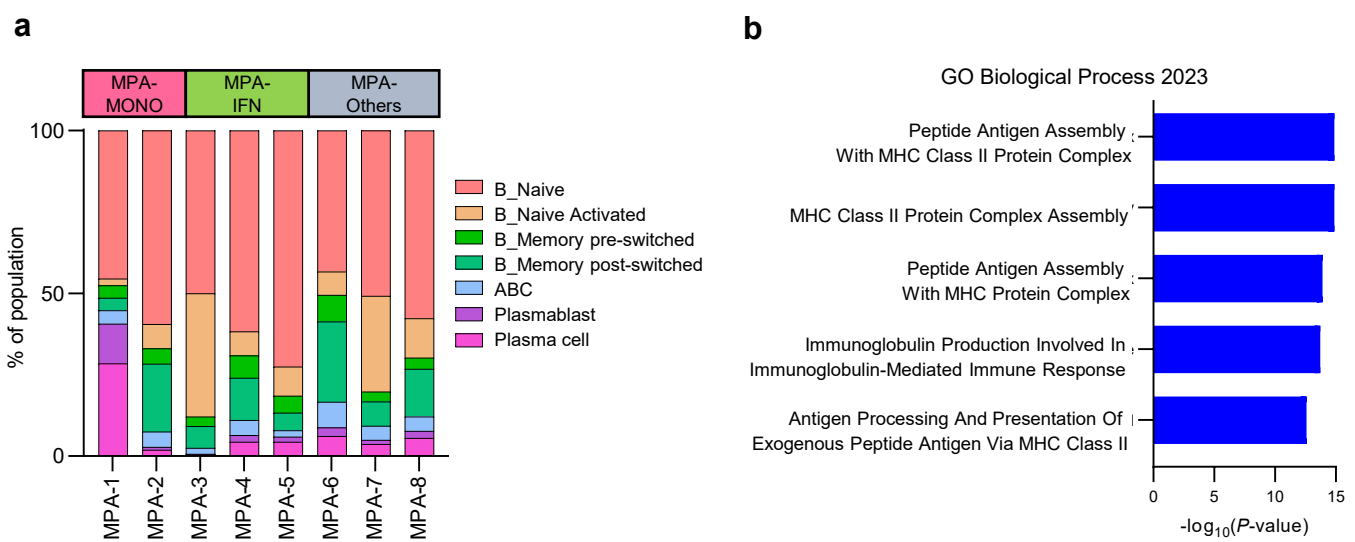 a
MPA-
MONO
MPA-
IFN
MPA-
Others
100
50
0
% of population
MPA-1
MPA-2
MPA-3
MPA-4
MPA-5
MPA-6
MPA-7
MPA-8
B_Naive
B_Naive Activated
B_Memory pre-switched
B_Memory post-switched
ABC
Plasmablast
Plasma cell
b
GO Biological Process 2023
Peptide Antigen Assembly
With MHC Class II Protein Complex
MHC Class II Protein Complex Assembly
Peptide Antigen Assembly
With MHC Protein Complex
Immunoglobulin Production Involved In
Immunoglobulin-Mediated Immune Response
Antigen Processing And Presentation Of
Exogenous Peptide Antigen Via MHC Class II
0 5 10 15
-log10(P-value)